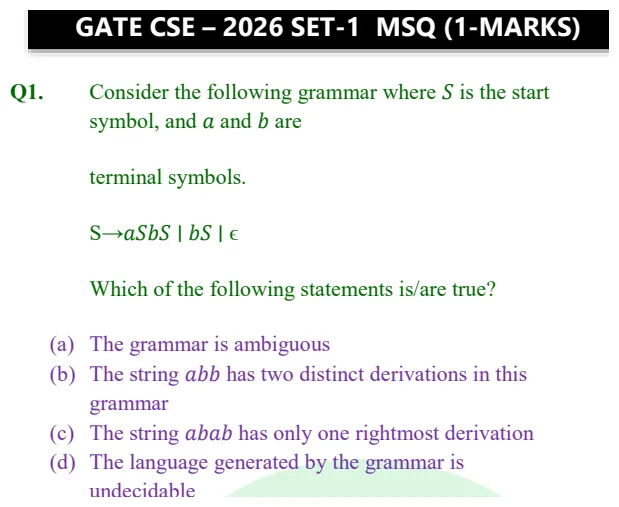 GATE CSE – 2026 SET-1 MSQ (1-MARKS)
Q1. Consider the following grammar where S is the start
symbol, and a and b are
terminal symbols.
S→aSbS | bS | ϵ
Which of the following statements is/are true?
(a) The grammar is ambiguous
(b) The string abb has two distinct derivations in this
grammar
(c) The string abab has only one rightmost derivation
(d) The language generated by the grammar is
undecidable